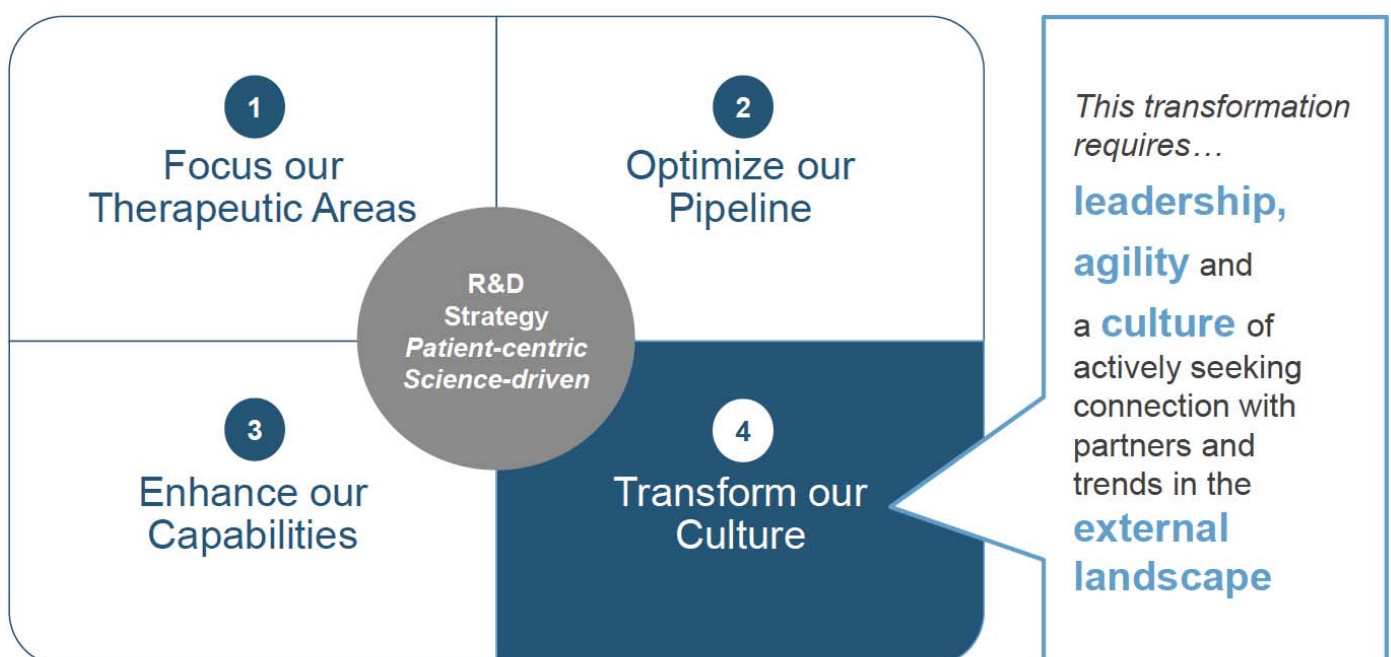 1
Focus our
Therapeutic Areas
2
Optimize our
Pipeline
R&D
Strategy
Patient-centric
Science-driven
3
Enhance our
Capabilities
4
Transform our
Culture
This transformation
requires…
leadership,
agility and
a culture of
actively seeking
connection with
partners and
trends in the
external
landscape